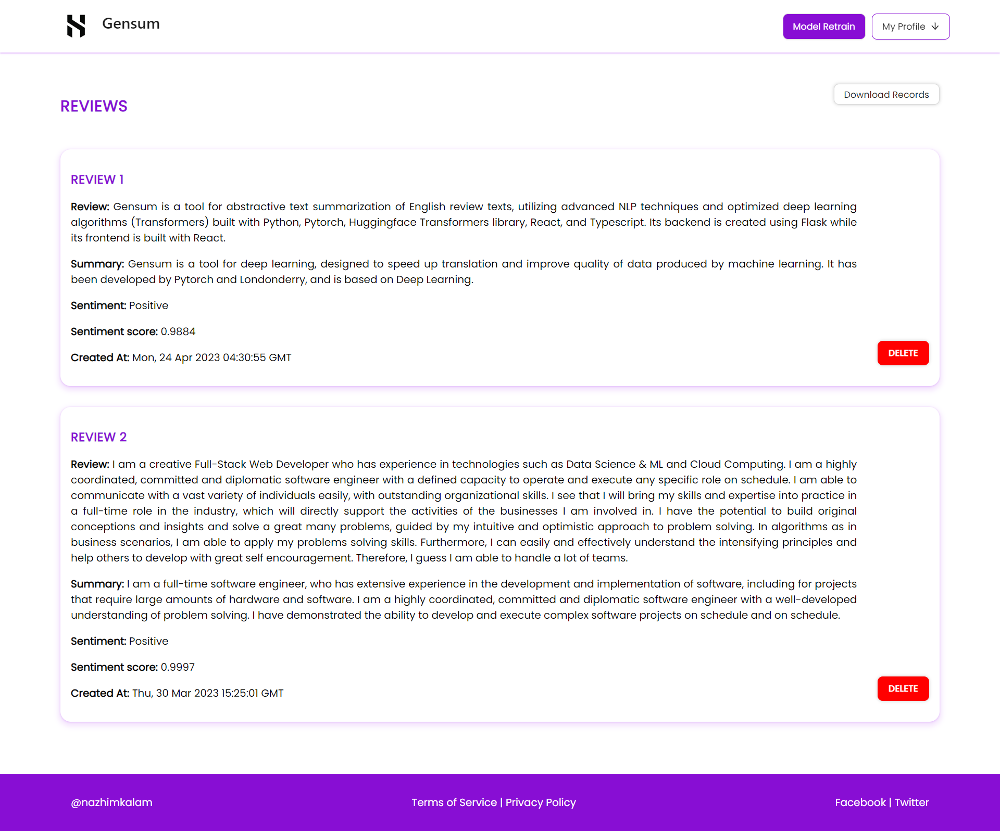 Gensum
Model Retrain
My Profile
Download Records
REVIEWS
REVIEW 1
Review: Gensum is a tool for abstractive text summarization of English review texts, utilizing advanced NLP techniques and optimized deep learning
algorithms (Transformers) built with Python, Pytorch, Huggingface Transformers library, React, and Typescript. Its backend is created using Flask while
its frontend is built with React.
Summary: Gensum is a tool for deep learning, designed to speed up translation and improve quality of data produced by machine learning. It has
been developed by Pytorch and Londonderry, and is based on Deep Learning.
Sentiment: Positive
Sentiment score: 0.9884
Created At: Mon, 24 Apr 2023 04:30:55 GMT
DELETE
REVIEW 2
Review: I am a creative Full-Stack Web Developer who has experience in technologies such as Data Science & ML and Cloud Computing. I am a highly
coordinated, committed and diplomatic software engineer with a defined capacity to operate and execute any specific role on schedule. I am able to
communicate with a vast variety of individuals easily, with outstanding organizational skills. I see that I will bring my skills and expertise into practice in
a full-time role in the industry, which will directly support the activities of the businesses I am involved in. I have the potential to build original
conceptions and insights and solve a great many problems, guided by my intuitive and optimistic approach to problem solving. In algorithms as in
business scenarios, I am able to apply my problems solving skills. Furthermore, I can easily and effectively understand the intensifying principles and
help others to develop with great self encouragement. Therefore, I guess I am able to handle a lot of teams.
Summary: I am a full-time software engineer, who has extensive experience in the development and implementation of software, including for projects
that require large amounts of hardware and software. I am a highly coordinated, committed and diplomatic software engineer with a well-developed
understanding of problem solving. I have demonstrated the ability to develop and execute complex software projects on schedule and on schedule.
Sentiment: Positive
Sentiment score: 0.9997
Created At: Thu, 30 Mar 2023 15:25:01 GMT
DELETE
@nazhimkalam
Terms of Service | Privacy Policy
Facebook | Twitter